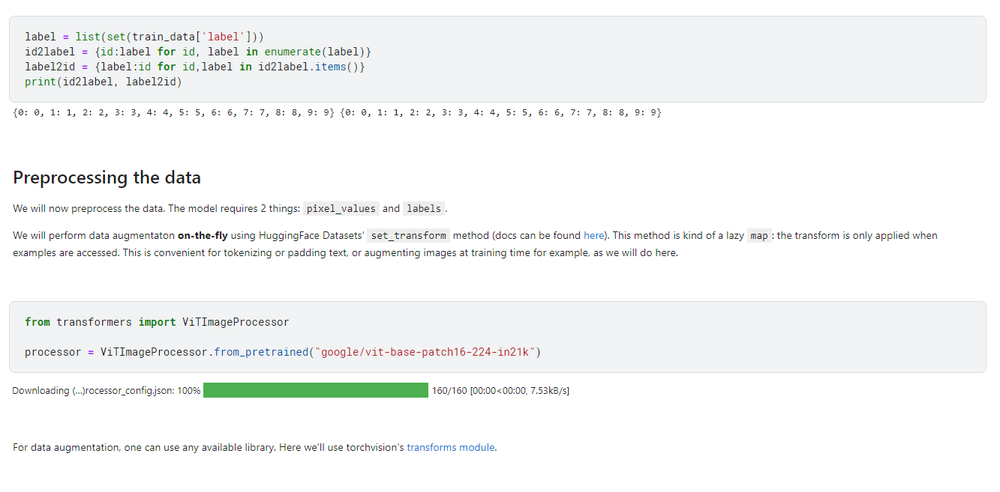 label = list(set(train_data['label']))
id2label = {id:label for id, label in enumerate(label)}
label2id = {label:id for id,label in id2label.items()}
print(id2label, label2id)
{0: 0, 1: 1, 2: 2, 3: 3, 4: 4, 5: 5, 6: 6, 7: 7, 8: 8, 9: 9} {0: 0, 1: 1, 2: 2, 3: 3, 4: 4, 5: 5, 6: 6, 7: 7, 8: 8, 9: 9}
Preprocessing the data
We will now preprocess the data. The model requires 2 things: pixel_values and labels.
We will perform data augmentaton on-the-fly using HuggingFace Datasets' set_transform method (docs can be found here). This method is kind of a lazy map: the transform is only applied when
examples are accessed. This is convenient for tokenizing or padding text, or augmenting images at training time for example, as we will do here.
from transformers import ViTImageProcessor
processor = ViTImageProcessor.from_pretrained("google/vit-base-patch16-224-in21k")
Downloading (…)rocessor_config.json: 100% 160/160 [00:00<00:00, 7.53kB/s]
For data augmentation, one can use any available library. Here we'll use torchvision's transforms module.